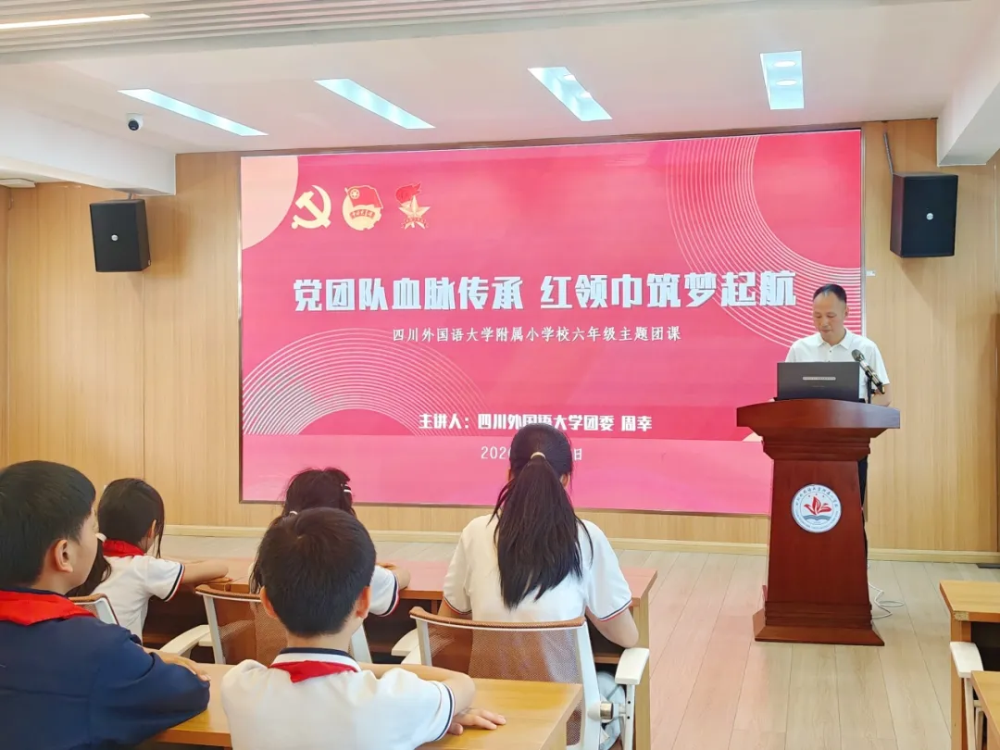 党团队血脉传承 红领巾筑梦起航
四川外国语大学附属小学校六年级主题团课
主讲人：四川外国语大学团委 周幸
202
日